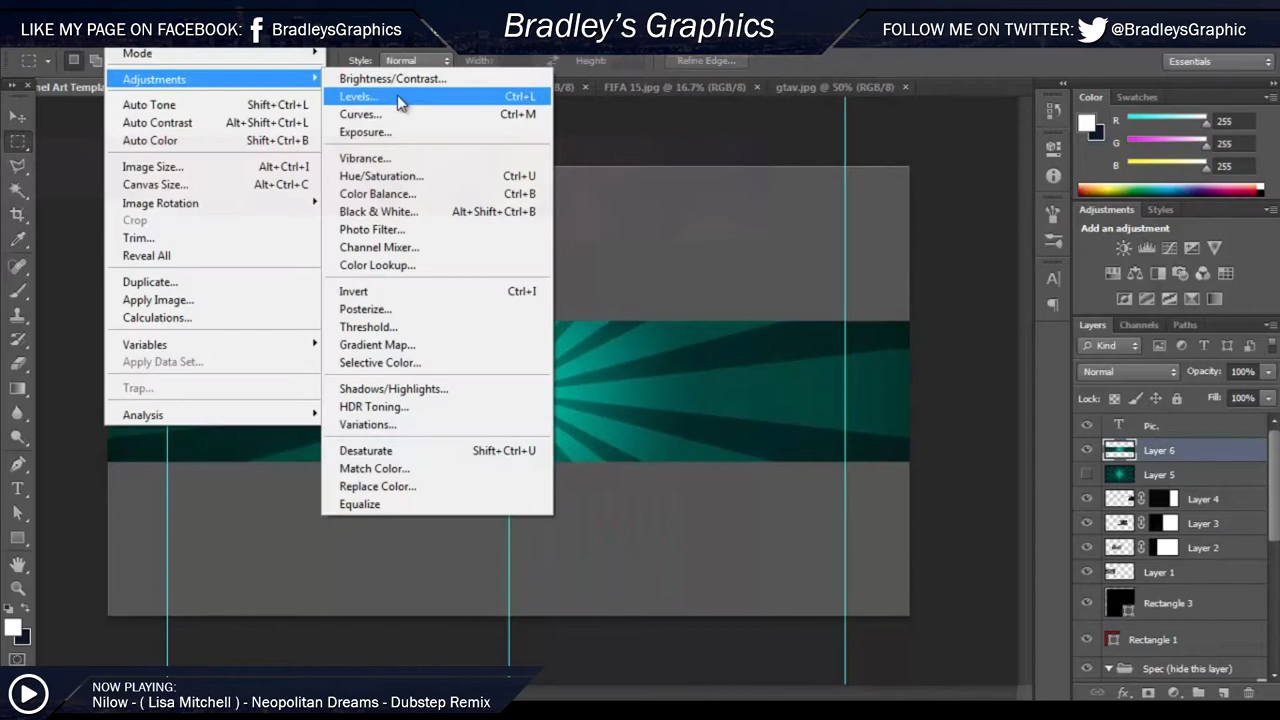 LIKE MY PAGE ON FACEBOOK: BradleysGraphics
Bradley's Graphics
FOLLOW ME ON TWITTER: @BradleysGraphic
Mode
Style: Normal Width: Height: Refine Edge...
Essentials
nel Art Templa
B/8) × FIFA 15.jpg @ 16.7% (RGB/8) × gtav.jpg @ 50% (RGB/8) ×
Adjustments
Auto Tone Shift+Ctrl+L
Auto Contrast Alt+Shift+Ctrl+L
Auto Color Shift+Ctrl+B
Image Size... Alt+Ctrl+I
Canvas Size... Alt+Ctrl+C
Image Rotation
Crop
Trim...
Reveal All
Duplicate...
Apply Image...
Calculations...
Variables
Apply Data Set...
Trap...
Analysis
Brightness/Contrast...
Levels... Ctrl+L
Curves... Ctrl+M
Exposure...
Vibrance...
Hue/Saturation... Ctrl+U
Color Balance... Ctrl+B
Black & White... Alt+Shift+Ctrl+B
Photo Filter...
Channel Mixer...
Color Lookup...
Invert Ctrl+I
Posterize...
Threshold...
Gradient Map...
Selective Color...
Shadows/Highlights...
HDR Toning...
Variations...
Desaturate Shift+Ctrl+U
Match Color...
Replace Color...
Equalize
Color Swatches
R 255
G 255
B 255
Adjustments Styles
Add an adjustment
Layers Channels Paths
Kind
Normal Opacity: 100%
Lock: Fill: 100%
Pic.
Layer 6
Layer 5
Layer 4
Layer 3
Layer 2
Layer 1
Rectangle 3
Rectangle 1
Spec (hide this layer)
NOW PLAYING:
Nilow - ( Lisa Mitchell ) - Neopolitan Dreams - Dubstep Remix